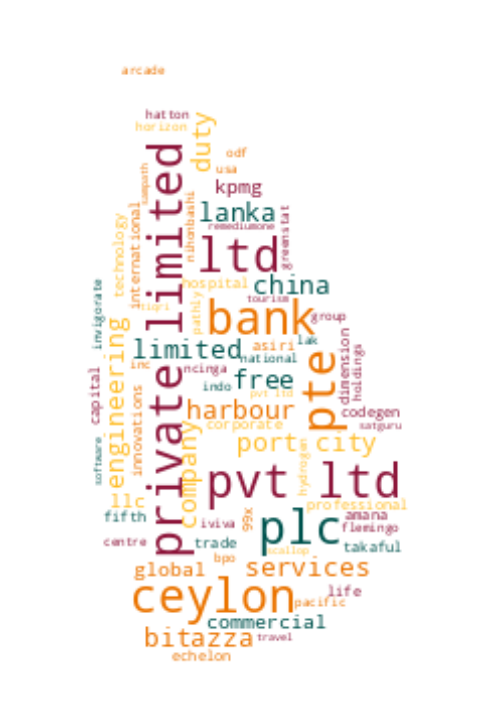 arcade
hatton
horizon
duty
odf
usa
sampath
kpmg
private limited
nihonbashi
international
lanka
remediumone
greenstat
technology
ltd
hospital
china
invigorate
tourism
pathly
bank
group
engineering
limited
asiri
lak
national
dimension
holdings
inc
ncinga
indo
free
pte
capital
pvt ltd
innovations
harbour
codegen
corporate
satguru
company
port city
software
hydrogen
pvt ltd
llc
professional
fifth
iviva
99x
plc
amana
flemingo
centre
trade
scallop
takaful
bpo
global
services
ceylon
life
pacific
commercial
bitazza
travel
echelon